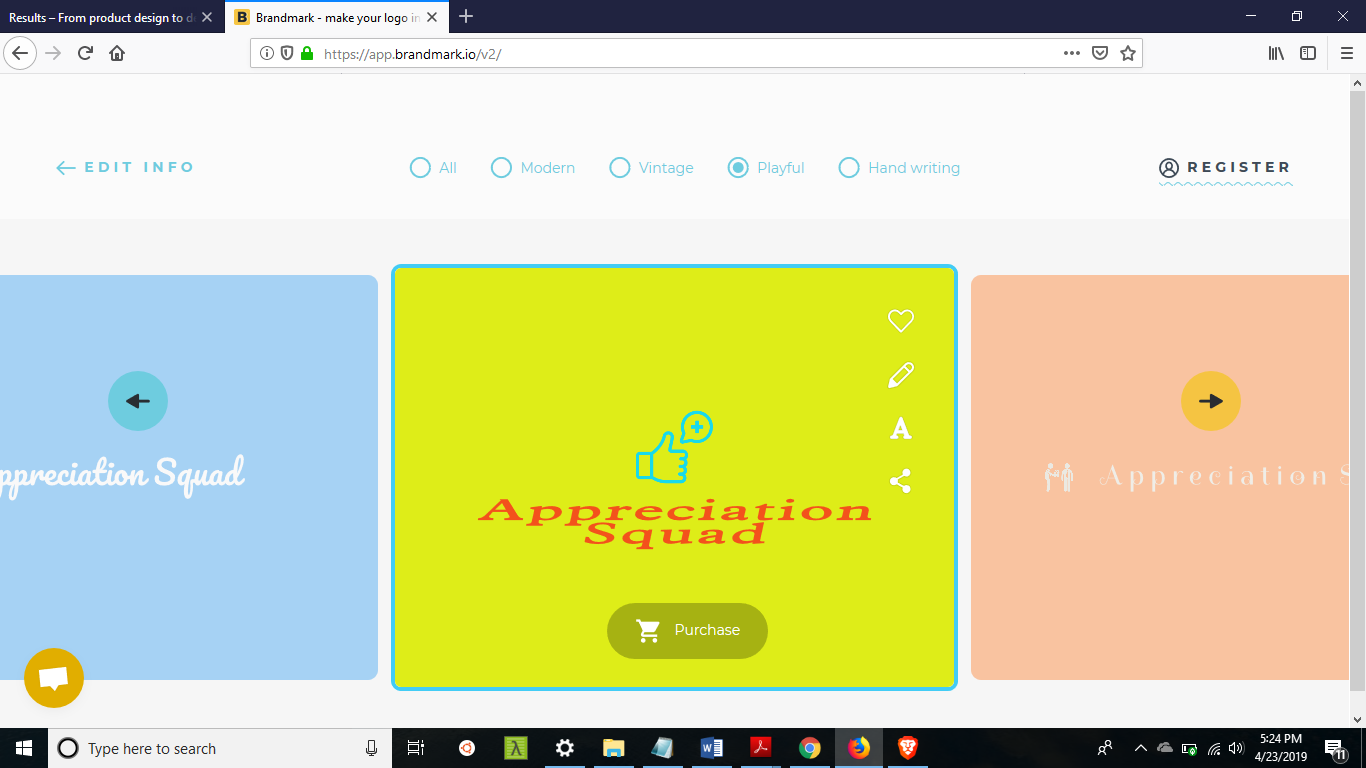 Results – From product design to d
Brandmark - make your logo in
https://app.brandmark.io/v2/
EDIT INFO
All
Modern
Vintage
Playful
Hand writing
REGISTER
ppreciation Squad
Appreciation
Squad
Appreciation S
Purchase
Type here to search
5:24 PM
4/23/2019
11